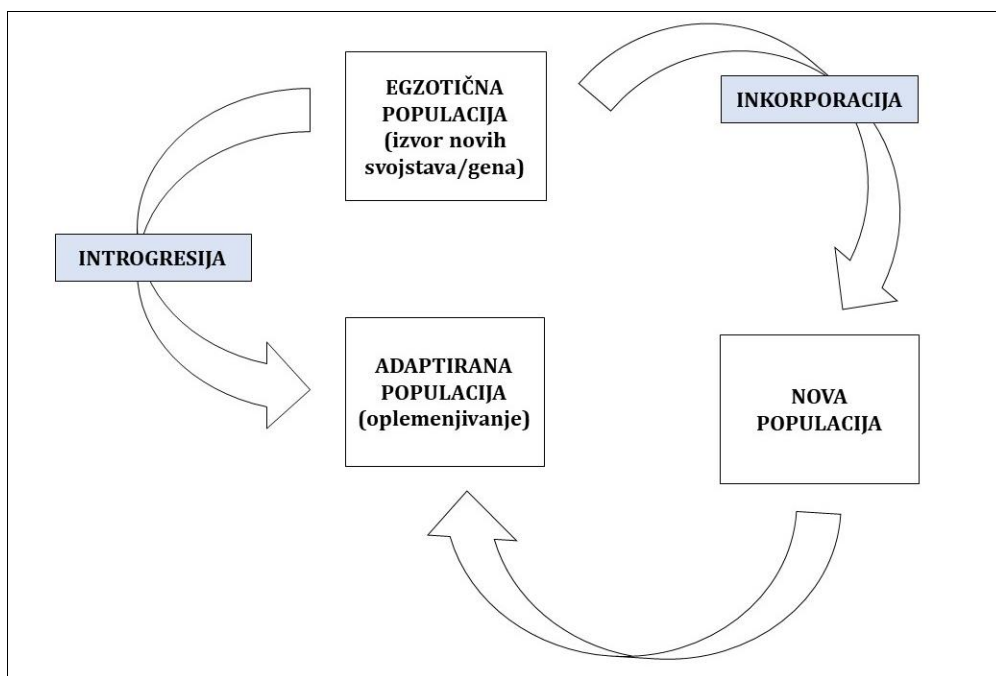 EGZOTIČNA
POPULACIJA
(izvor novih
svojstava/gena)
INKORPORACIJA
INTROGRESIJA
ADAPTIRANA
POPULACIJA
(oplemenjivanje)
NOVA
POPULACIJA